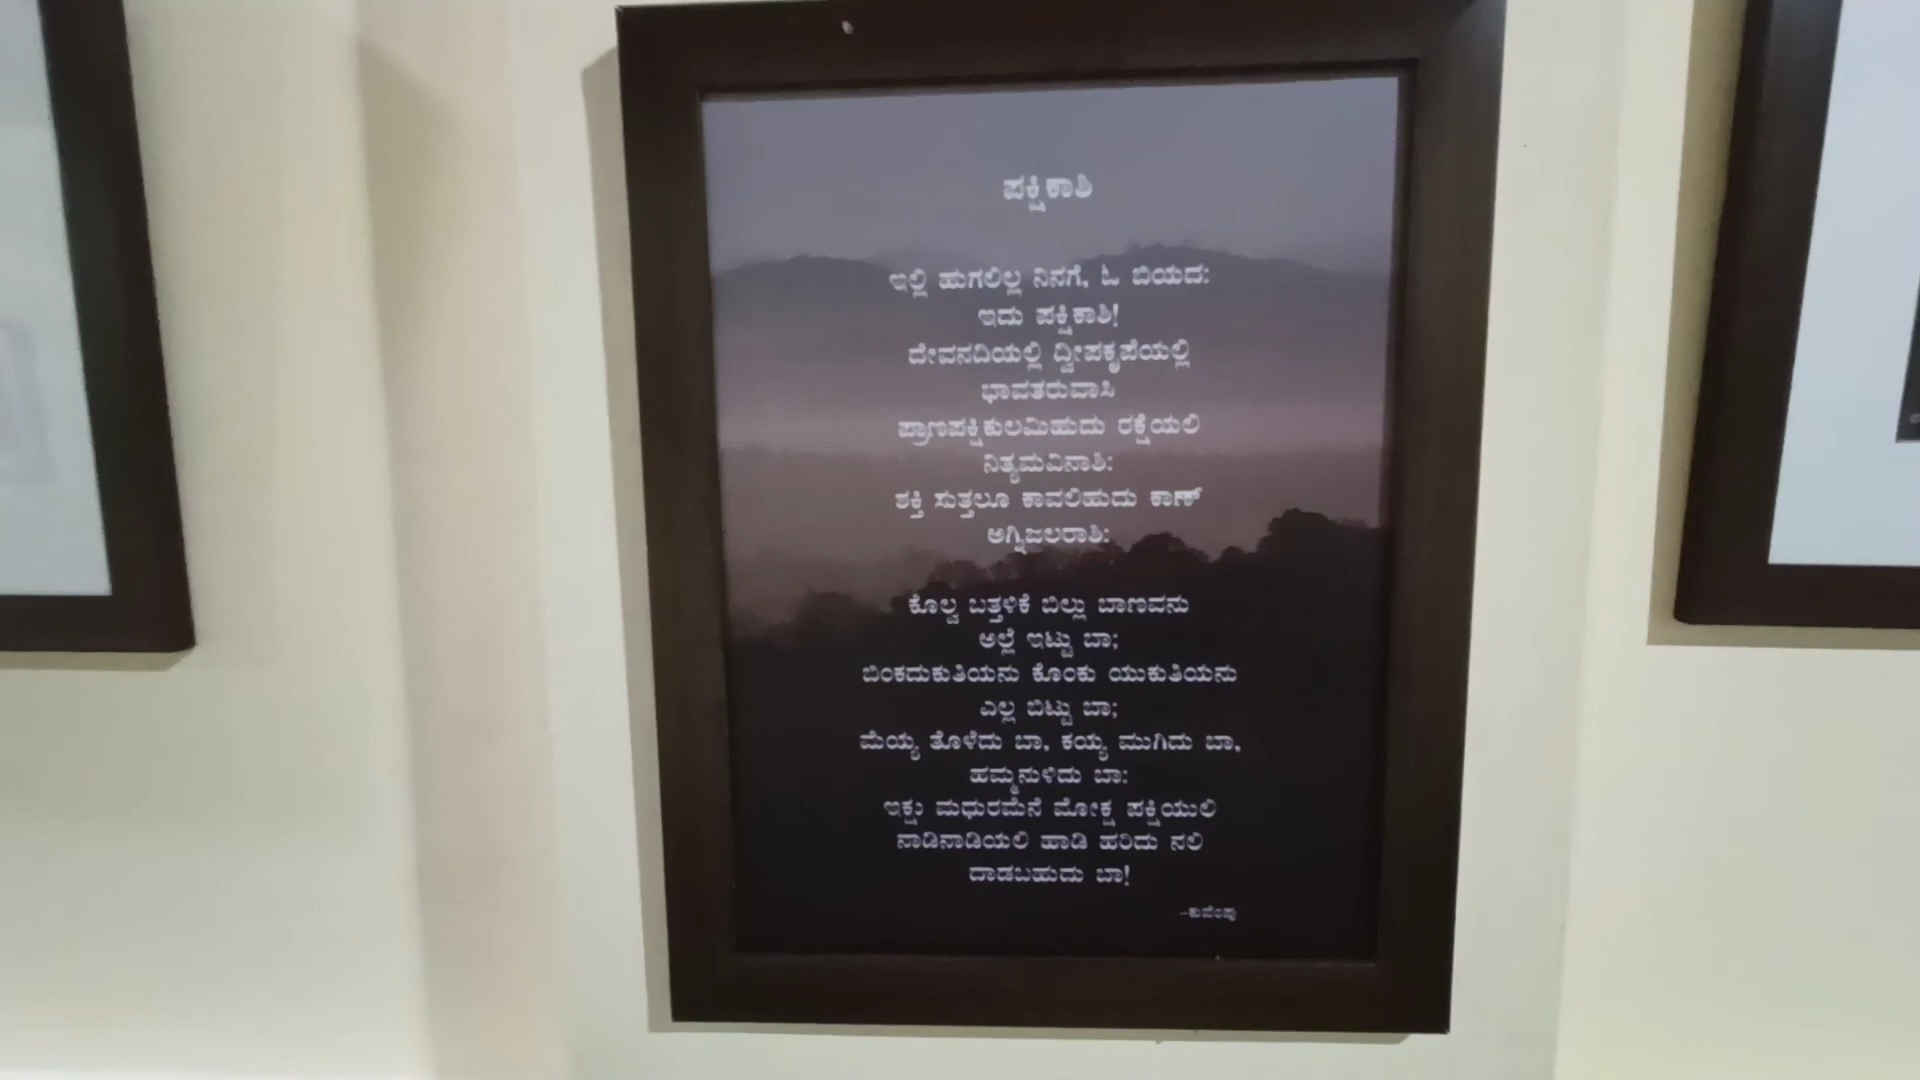 ಪಕ್ಷಿಕಾಶಿ
ಇಲ್ಲಿ ಹುಗಲಿಲ್ಲ ನಿನಗೆ, ಓ ಬಿಯದ:
ಇದು ಪಕ್ಷಿಕಾಶಿ!
ದೇವನದಿಯಲ್ಲಿ ದ್ವೀಪಕೃಪೆಯಲ್ಲಿ
ಭಾವತರುವಾಸಿ
ಪ್ರಾಣಪಕ್ಷಿಕುಲಮಿಹುದು ರಕ್ಷೆಯಲಿ
ನಿತ್ಯಮವಿನಾಶಿ:
ಶಕ್ತಿ ಸುತ್ತಲೂ ಕಾವಲಿಹುದು ಕಾಣ್
ಅಗ್ನಿಜಲರಾಶಿ:
ಕೊಲ್ವ ಬತ್ತಳಿಕೆ ಬಿಲ್ಲು ಬಾಣವನು
ಅಲ್ಲೆ ಇಟ್ಟು ಬಾ;
ಬಿಂಕದುಕುತಿಯನು ಕೊಂಕು ಯುಕುತಿಯನು
ಎಲ್ಲ ಬಿಟ್ಟು ಬಾ;
ಮೆಯ್ಯ ತೊಳೆದು ಬಾ, ಕಯ್ಯ ಮುಗಿದು ಬಾ,
ಹಮ್ಮನುಳಿದು ಬಾ:
ಇಕ್ಷು ಮಧುರಮೆನೆ ಮೋಕ್ಷ ಪಕ್ಷಿಯುಲಿ
ನಾಡಿನಾಡಿಯಲಿ ಹಾಡಿ ಹರಿದು ನಲಿ
ದಾಡಬಹುದು ಬಾ!
-ಕುವೆಂಪು